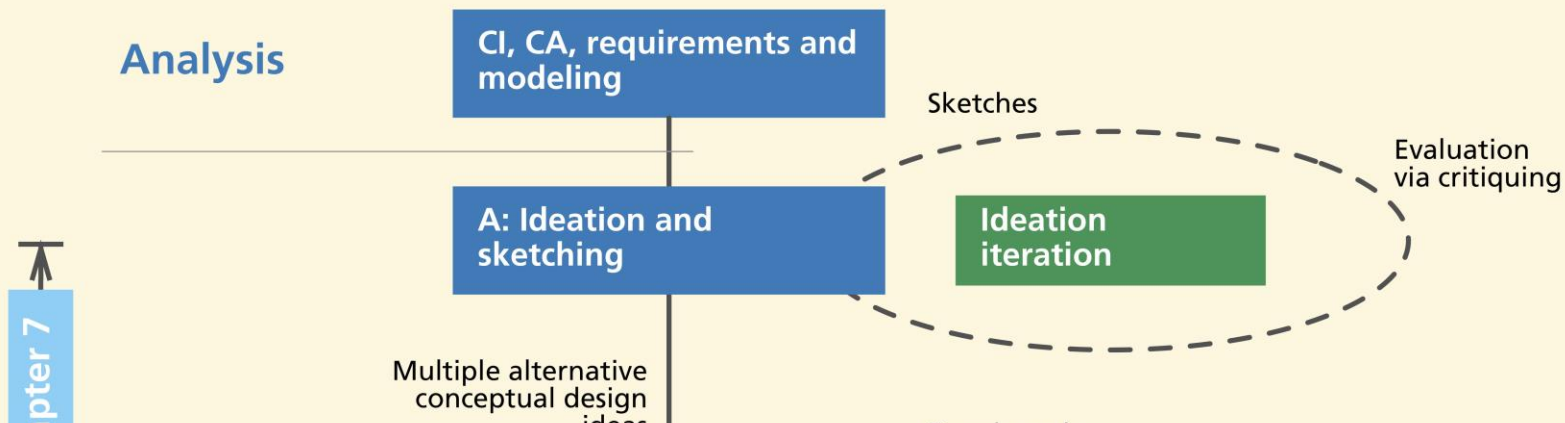 Analysis
CI, CA, requirements and
modeling
Sketches
Evaluation
via critiquing
A: Ideation and
sketching
Ideation
iteration
Multiple alternative
conceptual design
ideas
7